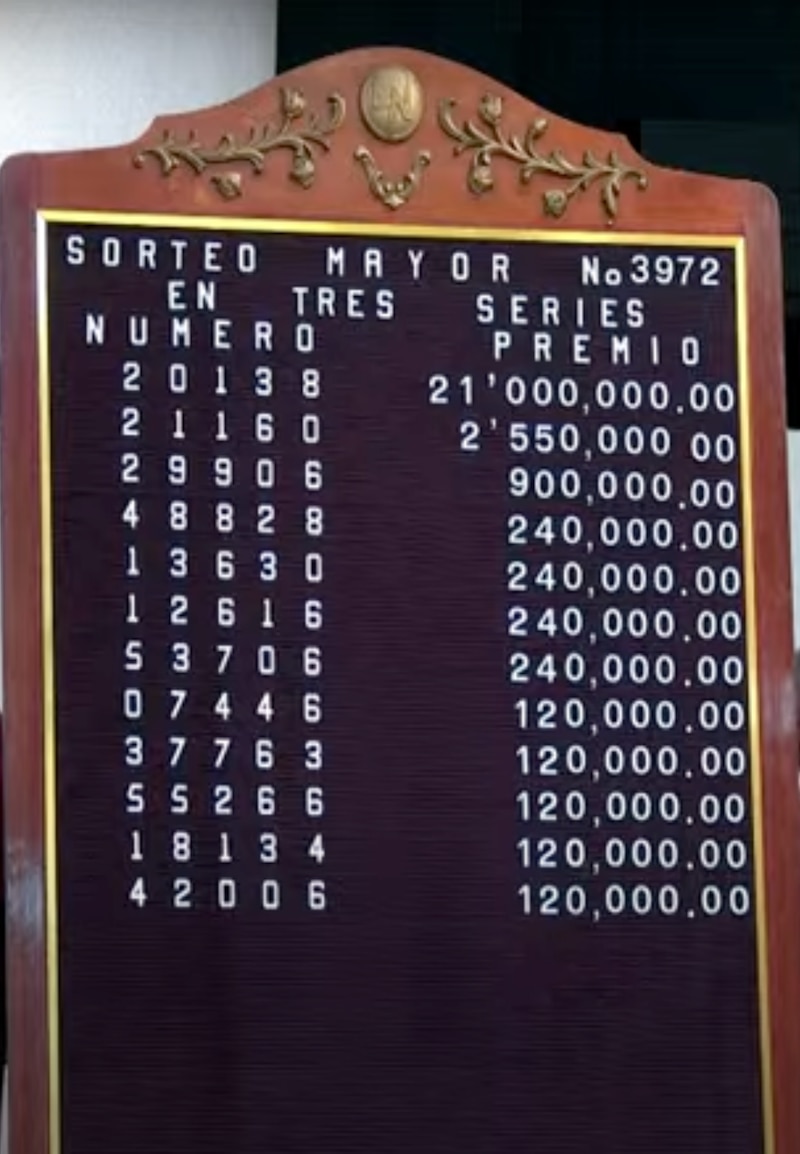 SORTEO MAYOR No3972
EN TRES SERIES
NUMERO PREMIO
20138 21'000,000.00
21160 2'550,000 00
29906 900,000.00
48828 240,000.00
13630 240,000.00
12616 240,000.00
53706 240,000.00
07446 120,000.00
37763 120,000.00
55266 120,000.00
18134 120,000.00
42006 120,000.00